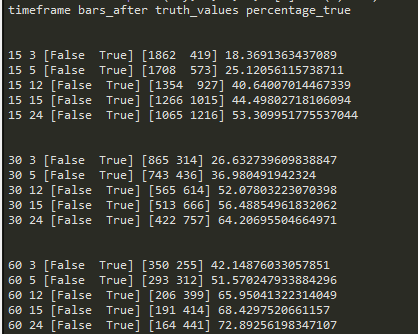 timeframe bars_after truth_values percentage_true
15 3 [False  True] [1862  419] 18.3691363437089
15 5 [False  True] [1708  573] 25.12056115738711
15 12 [False  True] [1354  927] 40.64007014467339
15 15 [False  True] [1266 1015] 44.49802718106094
15 24 [False  True] [1065 1216] 53.309951775537044
30 3 [False  True] [865 314] 26.632739609838847
30 5 [False  True] [743 436] 36.980491942324
30 12 [False  True] [565 614] 52.07803223070398
30 15 [False  True] [513 666] 56.48854961832062
30 24 [False  True] [422 757] 64.20695504664971
60 3 [False  True] [350 255] 42.14876033057851
60 5 [False  True] [293 312] 51.570247933884296
60 12 [False  True] [206 399] 65.95041322314049
60 15 [False  True] [191 414] 68.4297520661157
60 24 [False  True] [164 441] 72.89256198347107